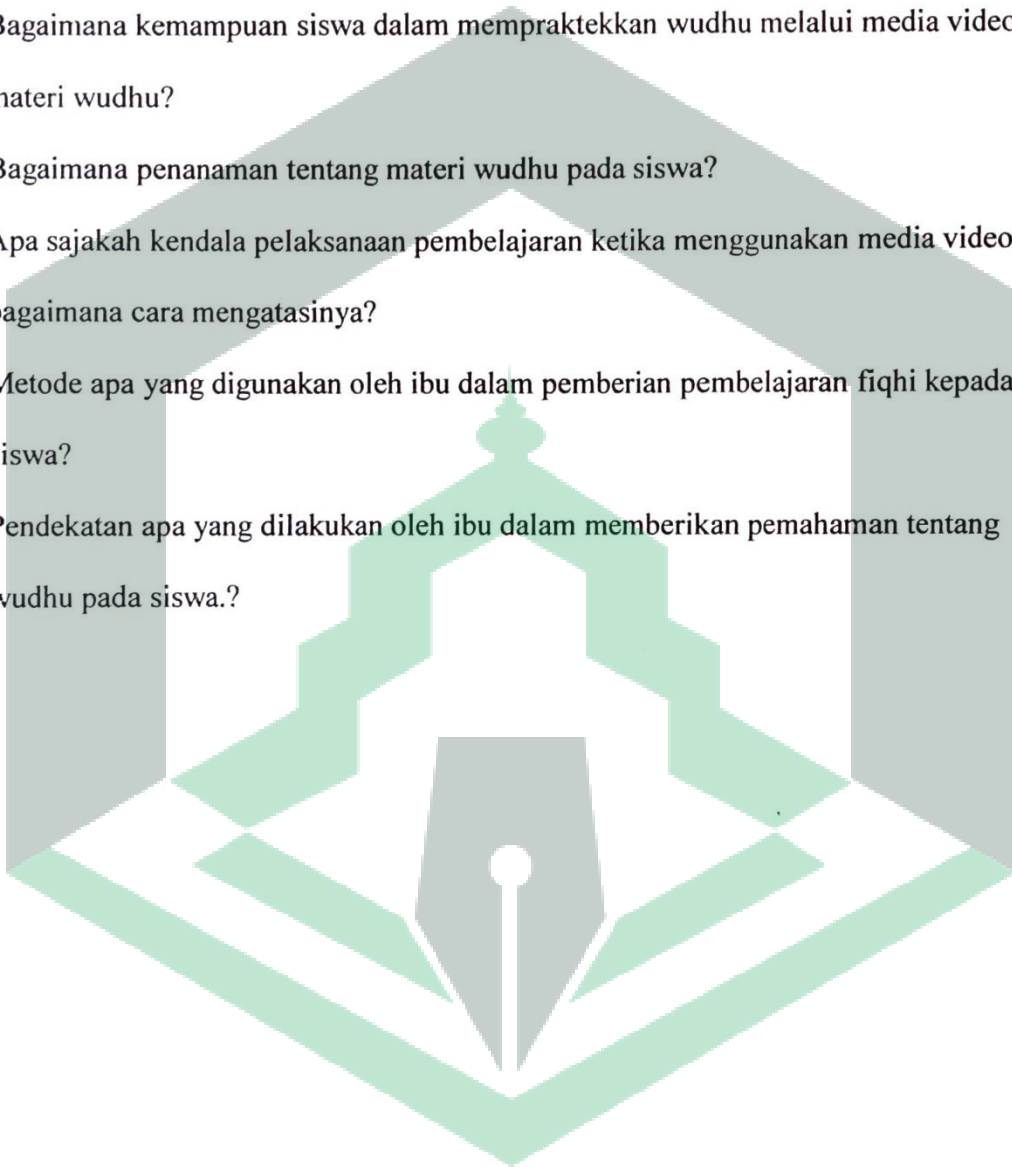 Bagaimana kemampuan siswa dalam mempraktekkan wudhu melalui media video
materi wudhu?
Bagaimana penanaman tentang materi wudhu pada siswa?
Apa sajakah kendala pelaksanaan pembelajaran ketika menggunakan media video
bagaimana cara mengatasinya?
Metode apa yang digunakan oleh ibu dalam pemberian pembelajaran fiqhi kepada
iswa?
Pendekatan apa yang dilakukan oleh ibu dalam memberikan pemahaman tentang
wudhu pada siswa.?